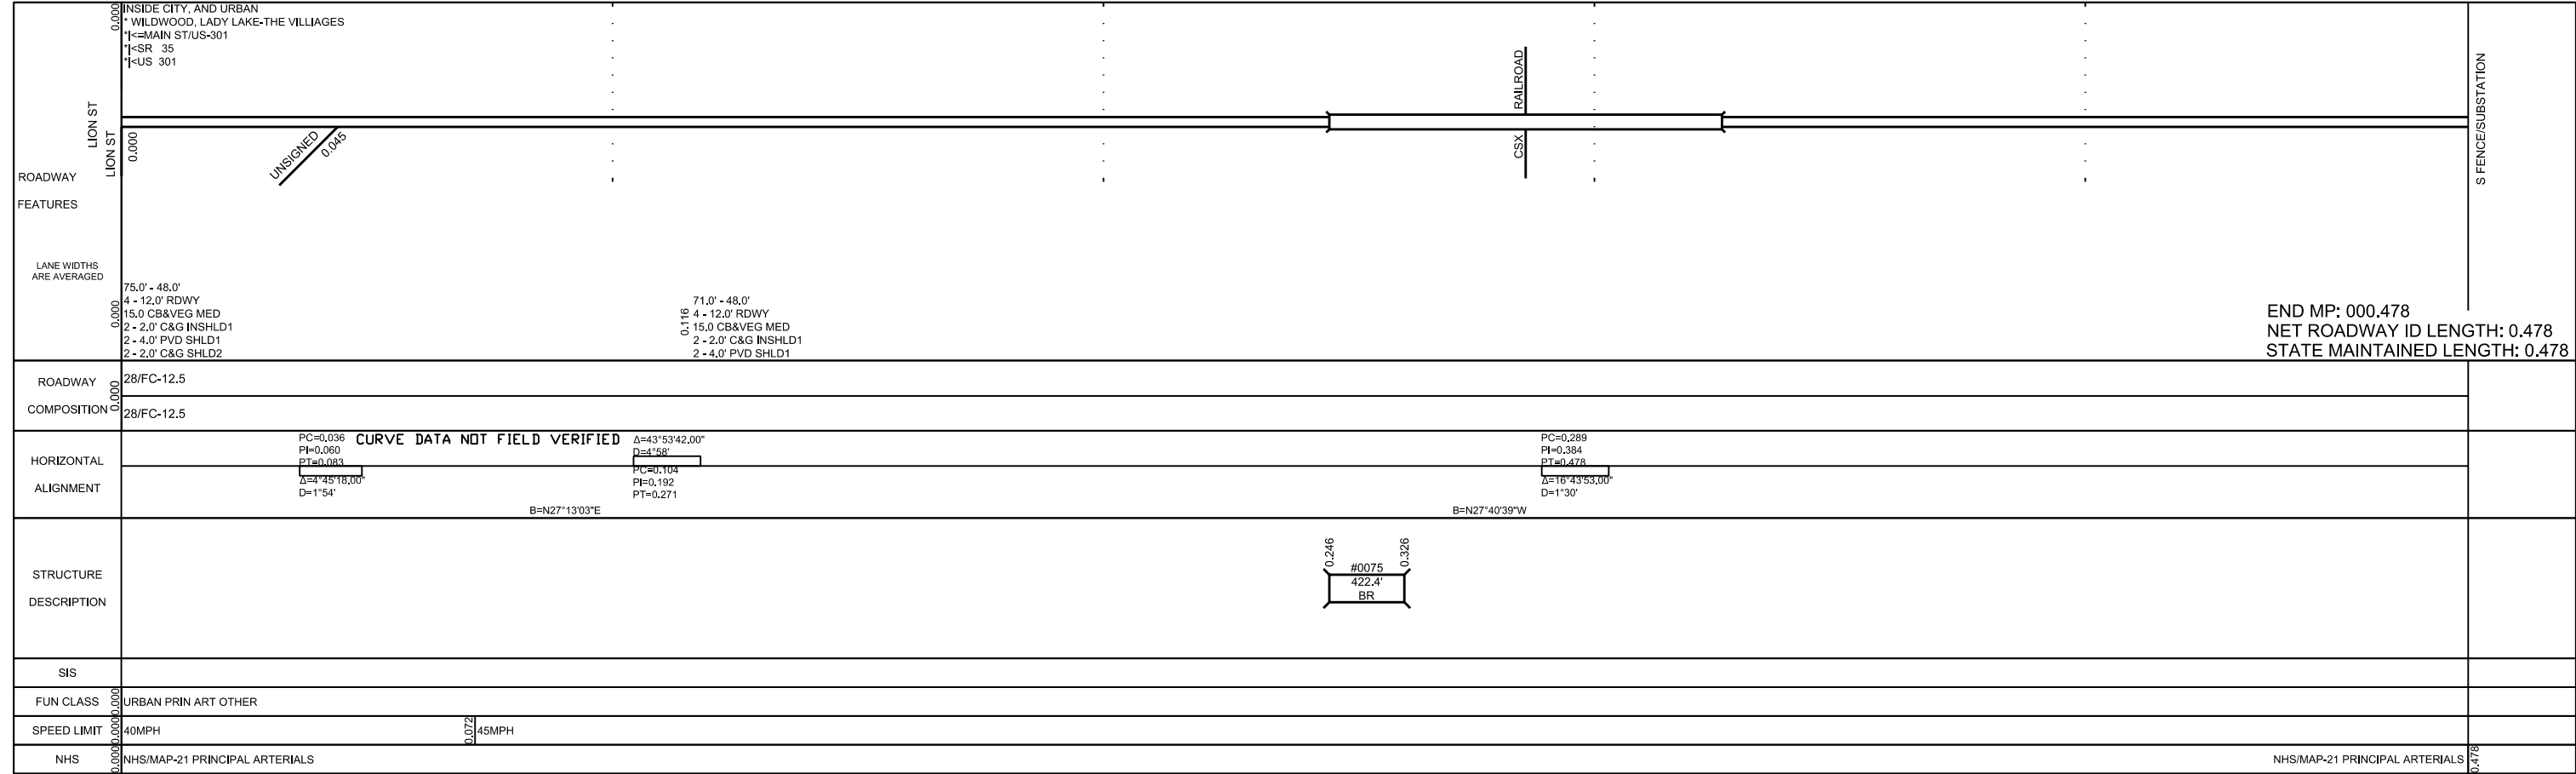 0.000
INSIDE CITY, AND URBAN
* WILDWOOD, LADY LAKE-THE VILLIAGES
*|<=MAIN ST/US-301
*|<SR 35
*|<US 301
LION ST
LION ST
0.000
UNSIGNED
0.045
RAILROAD
CSX
S FENCE/SUBSTATION
ROADWAY
FEATURES
LANE WIDTHS
ARE AVERAGED
0.000
75.0' - 48.0'
4 - 12.0' RDWY
15.0 CB&VEG MED
2 - 2.0' C&G INSHLD1
2 - 4.0' PVD SHLD1
2 - 2.0' C&G SHLD2
0.116
71.0' - 48.0'
4 - 12.0' RDWY
15.0 CB&VEG MED
2 - 2.0' C&G INSHLD1
2 - 4.0' PVD SHLD1
END MP: 000.478
NET ROADWAY ID LENGTH: 0.478
STATE MAINTAINED LENGTH: 0.478
ROADWAY
COMPOSITION
0.000
28/FC-12.5
28/FC-12.5
HORIZONTAL
ALIGNMENT
PC=0.036
PI=0.060
PT=0.083
Δ=4°45'18.00"
D=1°54'
CURVE DATA NOT FIELD VERIFIED
Δ=43°53'42.00"
D=4°58'
PC=0.104
PI=0.192
PT=0.271
B=N27°13'03"E
PC=0.289
PI=0.384
PT=0.478
Δ=16°43'53.00"
D=1°30'
B=N27°40'39"W
STRUCTURE
DESCRIPTION
0.246
0.326
#0075
422.4'
BR
SIS
FUN CLASS
0.000
URBAN PRIN ART OTHER
SPEED LIMIT
0.000
40MPH
0.072
45MPH
NHS
0.000
NHS/MAP-21 PRINCIPAL ARTERIALS
NHS/MAP-21 PRINCIPAL ARTERIALS
0.478